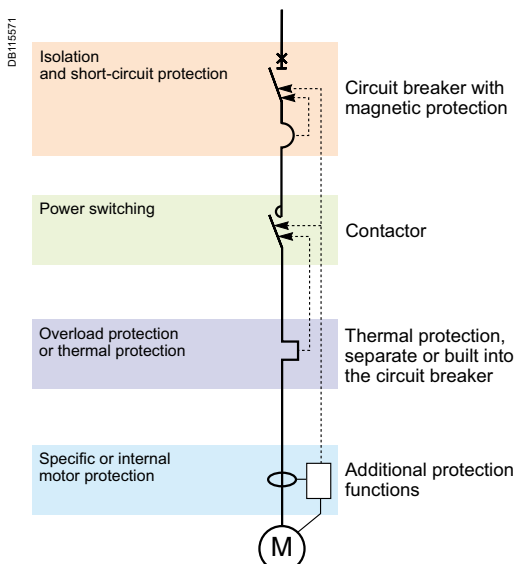 DB115571
Isolation
and short-circuit protection
Circuit breaker with
magnetic protection
Power switching
Contactor
Overload protection
or thermal protection
Thermal protection,
separate or built into
the circuit breaker
Specific or internal
motor protection
Additional protection
functions
M